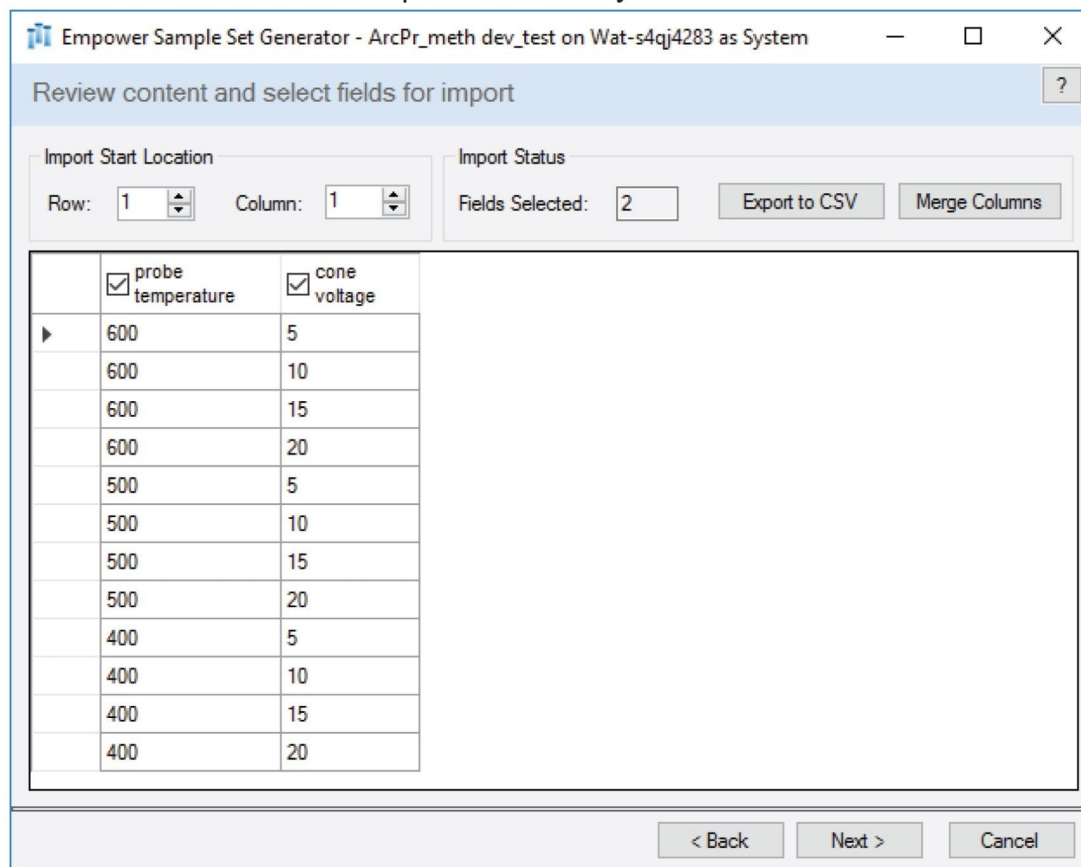 Empower Sample Set Generator - ArcPr_meth dev_test on Wat-s4qj4283 as System
Review content and select fields for import
?
Import Start Location
Import Status
Row: 1 Column: 1
Fields Selected: 2 Export to CSV Merge Columns
probe
temperature
cone
voltage
600 5
600 10
600 15
600 20
500 5
500 10
500 15
500 20
400 5
400 10
400 15
400 20
< Back Next > Cancel